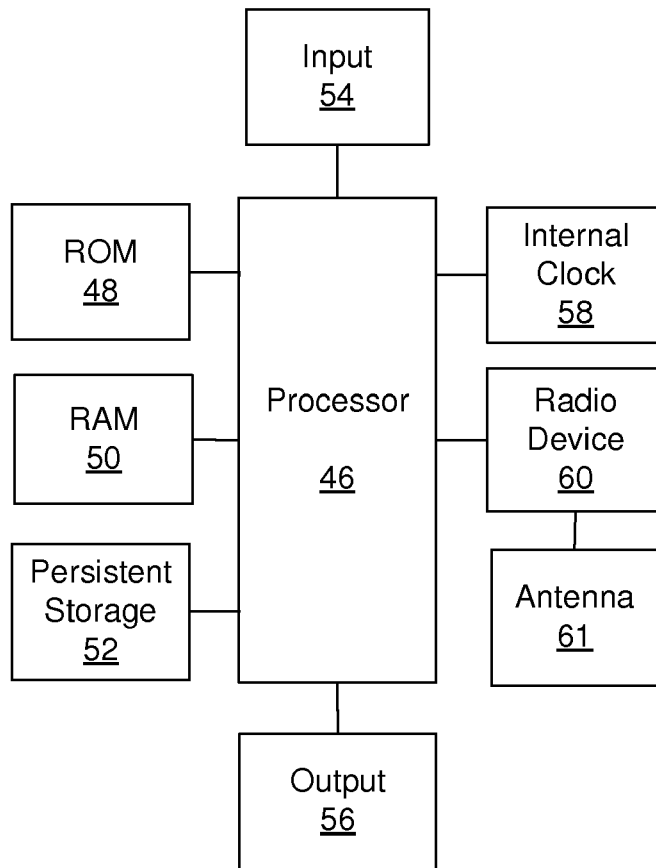 Input
54
ROM
48
RAM
50
Persistent
Storage
52
Processor
46
Internal
Clock
58
Radio
Device
60
Antenna
61
Output
56